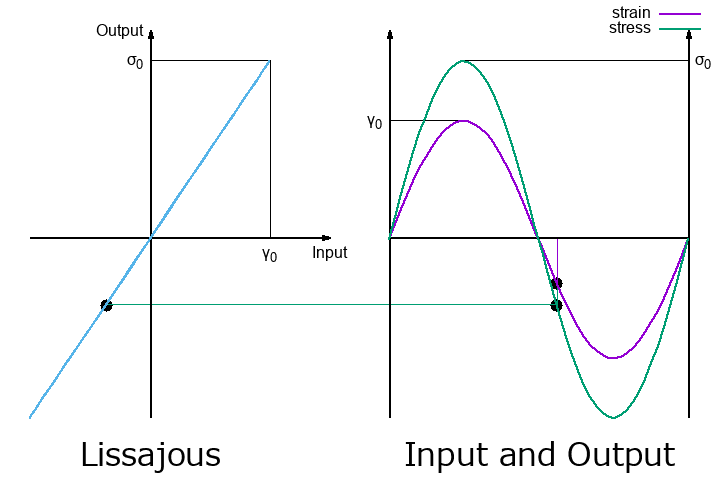 strain
stress
Output
σ0
σ0
γ0
Input
γ0
Lissajous
Input and Output